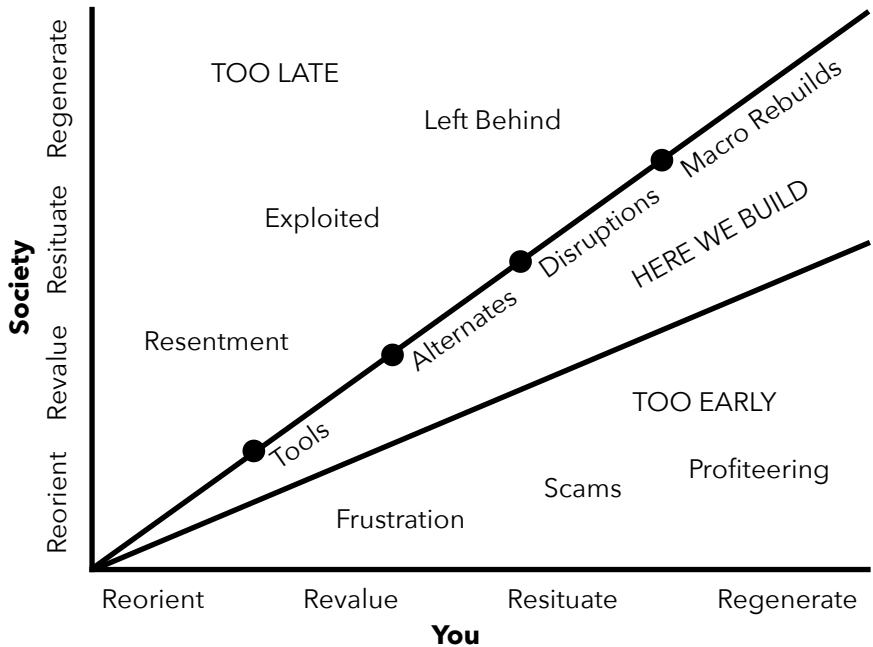 TOO LATE
Left Behind
Exploited
Resentment
Macro Rebuilds
Disruptions
Alternates
Tools
HERE WE BUILD
TOO EARLY
Profiteering
Scams
Frustration
Society
Regenerate
Resituate
Revalue
Reorient
Reorient
Revalue
Resituate
Regenerate
You